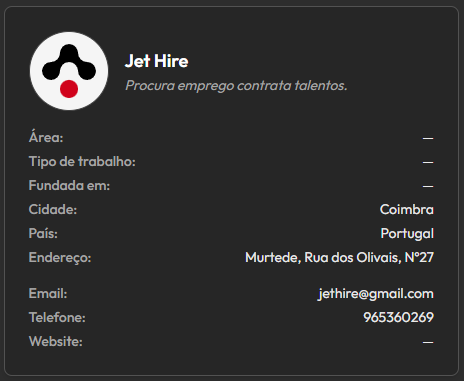 Jet Hire
Procura emprego contrata talentos.
Área: —
Tipo de trabalho: —
Fundada em: —
Cidade: Coimbra
País: Portugal
Endereço: Murtede, Rua dos Olivais, Nº27
Email: jethire@gmail.com
Telefone: 965360269
Website: —